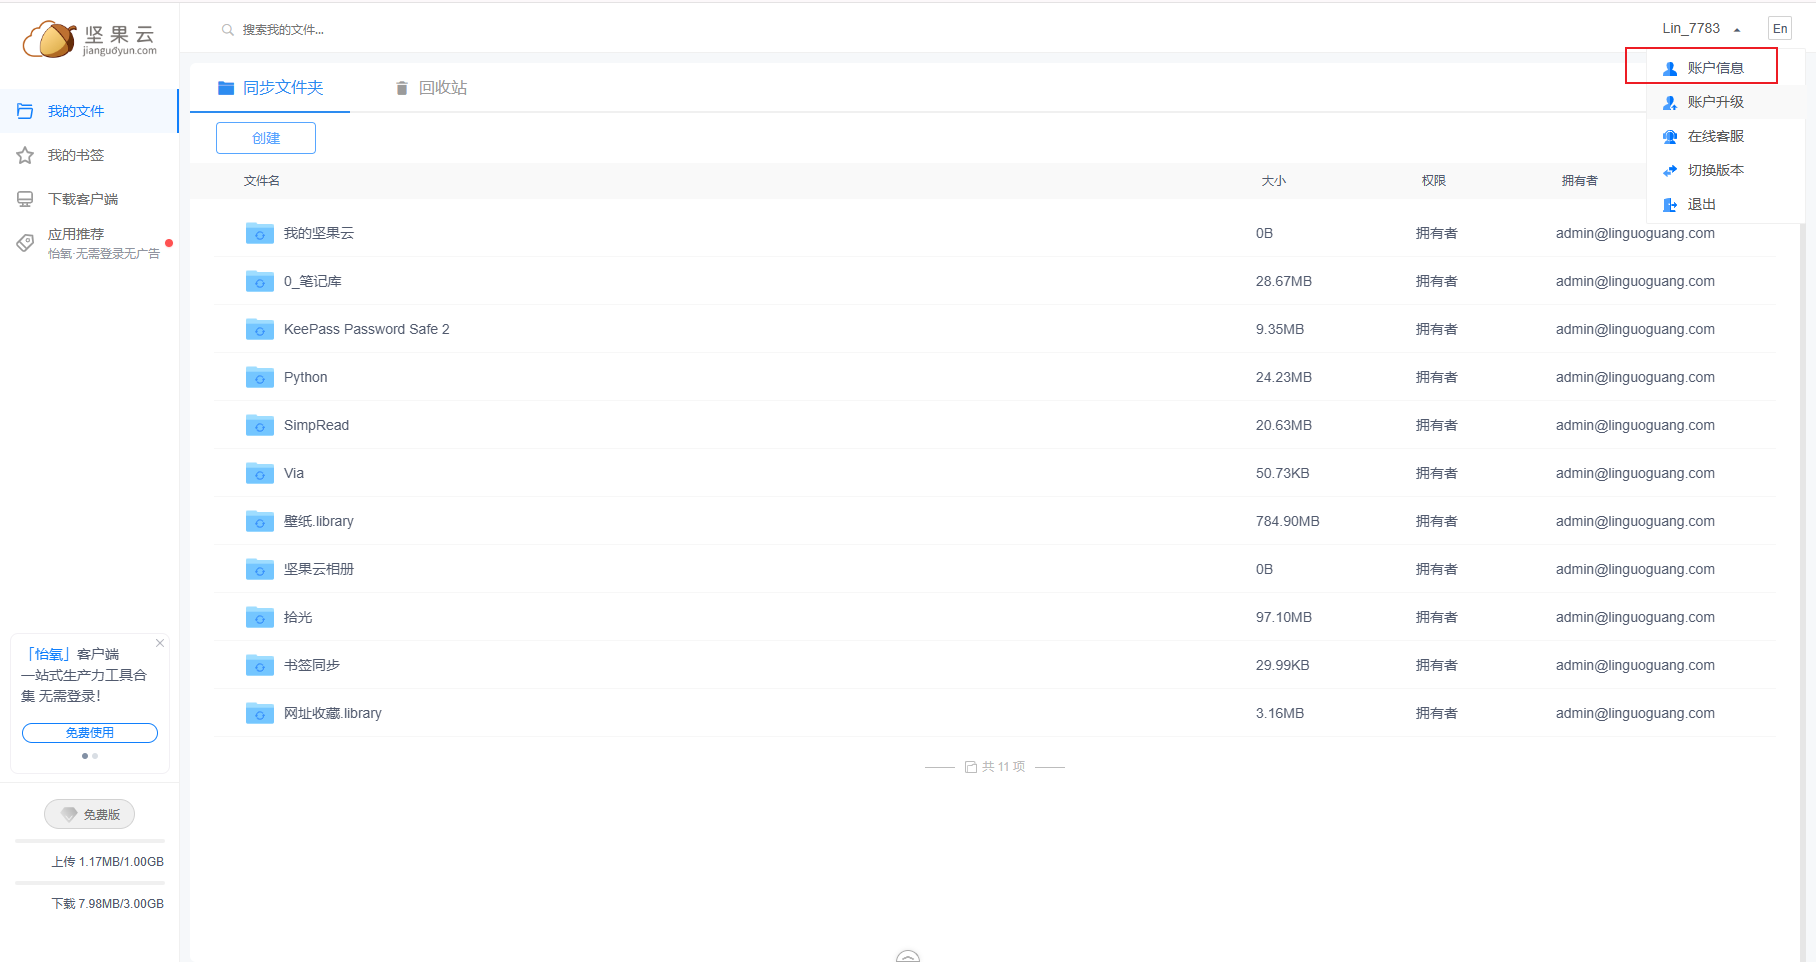 坚果云
jianguoyun.com
搜索我的文件...
Lin_7783
En
账户信息
账户升级
在线客服
切换版本
退出
我的文件
我的书签
下载客户端
应用推荐
怡氧·无需登录无广告
同步文件夹 回收站
创建
文件名 大小 权限 拥有者
我的坚果云 0B 拥有者 admin@linguoguang.com
0_笔记库 28.67MB 拥有者 admin@linguoguang.com
KeePass Password Safe 2 9.35MB 拥有者 admin@linguoguang.com
Python 24.23MB 拥有者 admin@linguoguang.com
SimpRead 20.63MB 拥有者 admin@linguoguang.com
Via 50.73KB 拥有者 admin@linguoguang.com
壁纸.library 784.90MB 拥有者 admin@linguoguang.com
坚果云相册 0B 拥有者 admin@linguoguang.com
拾光 97.10MB 拥有者 admin@linguoguang.com
书签同步 29.99KB 拥有者 admin@linguoguang.com
网址收藏.library 3.16MB 拥有者 admin@linguoguang.com
共 11 项
「怡氧」客户端
一站式生产力工具合
集 无需登录！
免费使用
免费版
上传 1.17MB/1.00GB
下载 7.98MB/3.00GB